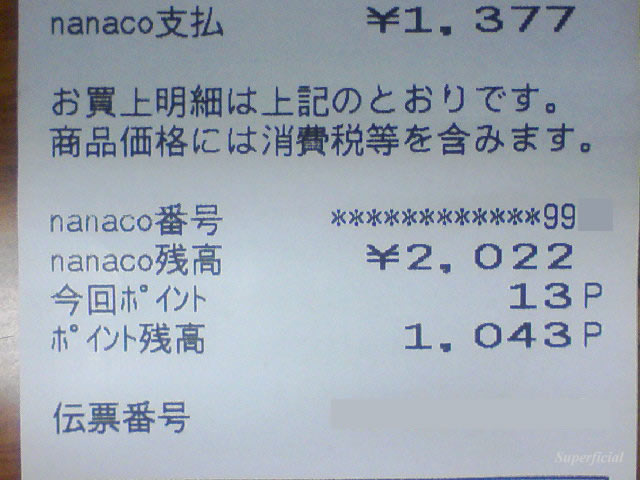 nanaco支払 ¥1,377
お買上明細は上記のとおりです。
商品価格には消費税等を含みます。
nanaco番号 ************99
nanaco残高 ¥2,022
今回ポイント 13P
ポイント残高 1,043P
伝票番号
Superficial